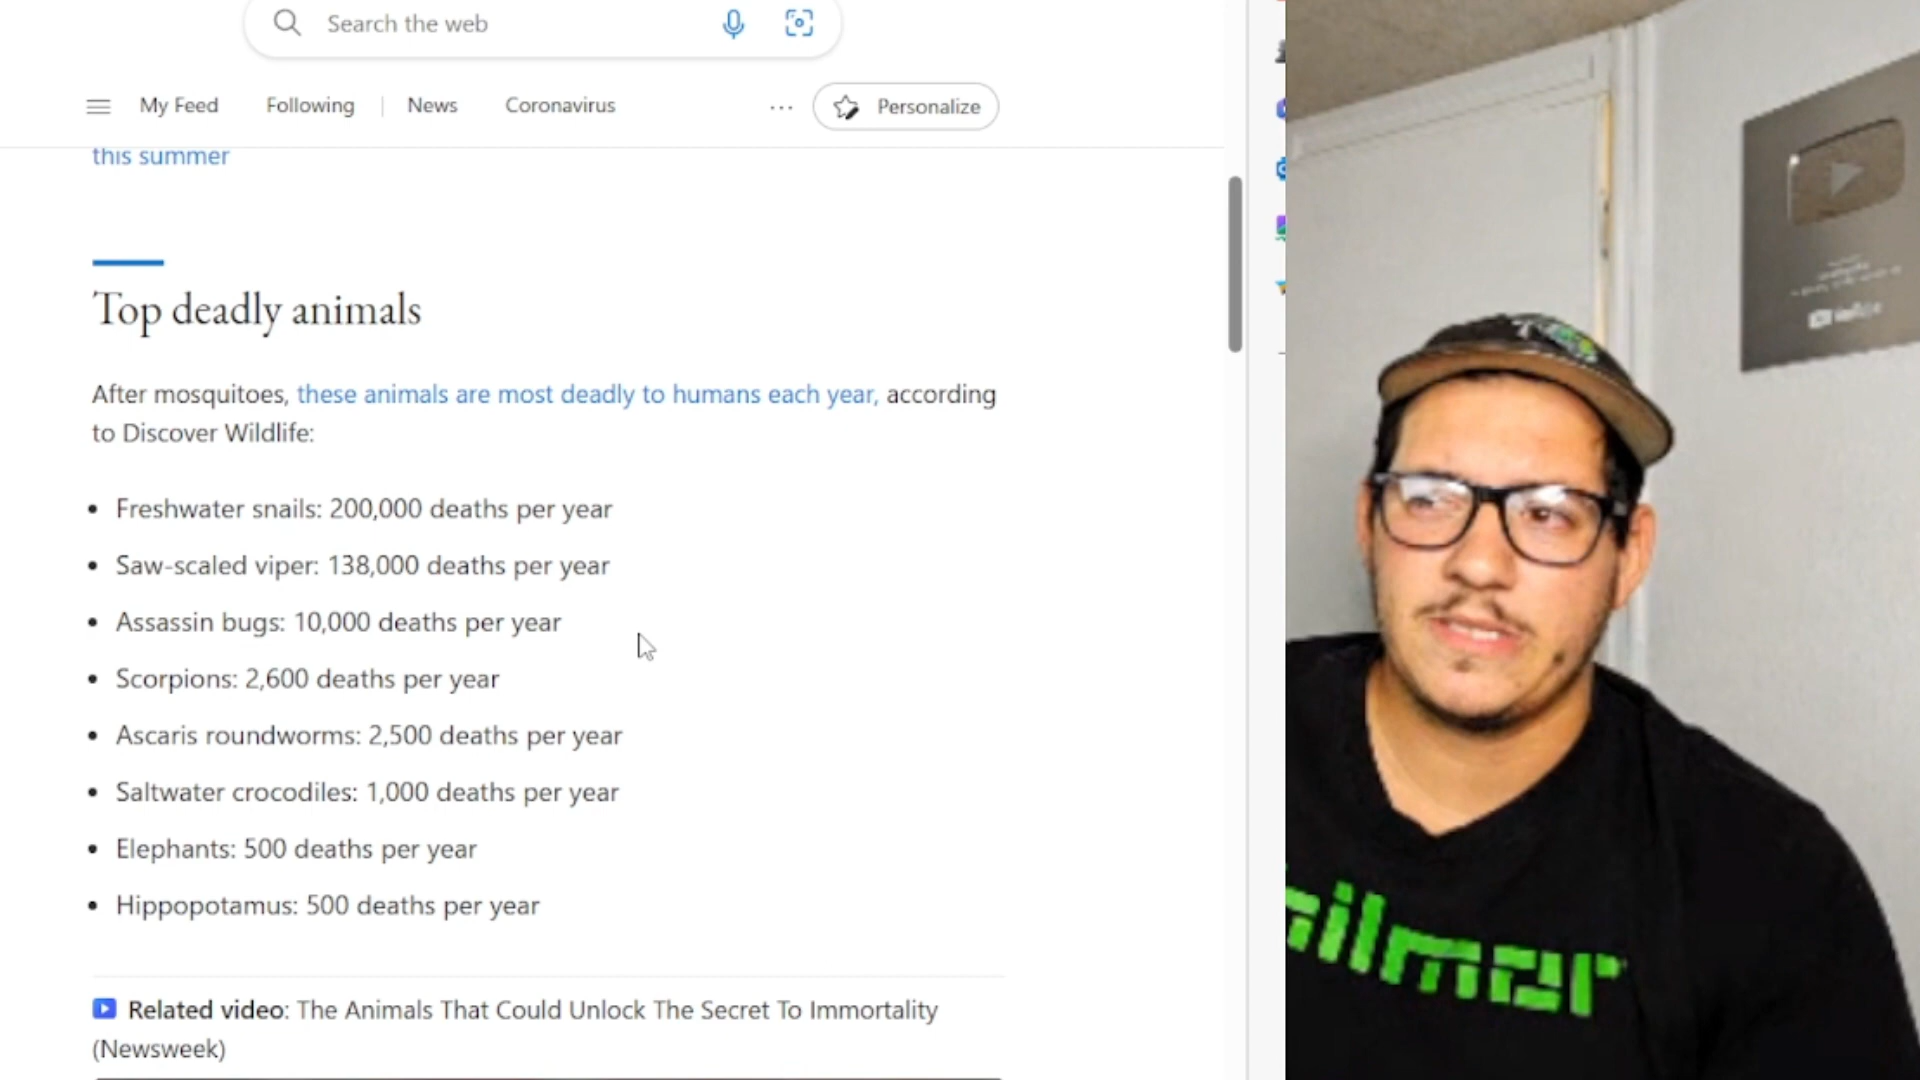 Search the web
My Feed Following News Coronavirus ... Personalize
this summer
Top deadly animals
After mosquitoes, these animals are most deadly to humans each year, according
to Discover Wildlife:
• Freshwater snails: 200,000 deaths per year
• Saw-scaled viper: 138,000 deaths per year
• Assassin bugs: 10,000 deaths per year
• Scorpions: 2,600 deaths per year
• Ascaris roundworms: 2,500 deaths per year
• Saltwater crocodiles: 1,000 deaths per year
• Elephants: 500 deaths per year
• Hippopotamus: 500 deaths per year
Related video: The Animals That Could Unlock The Secret To Immortality
(Newsweek)